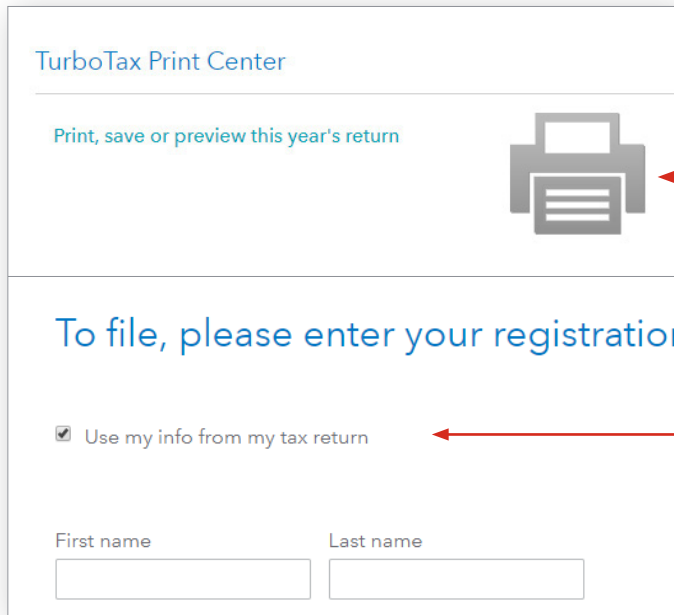 TurboTax Print Center
Print, save or preview this year's return
To file, please enter your registration
Use my info from my tax return
First name Last name